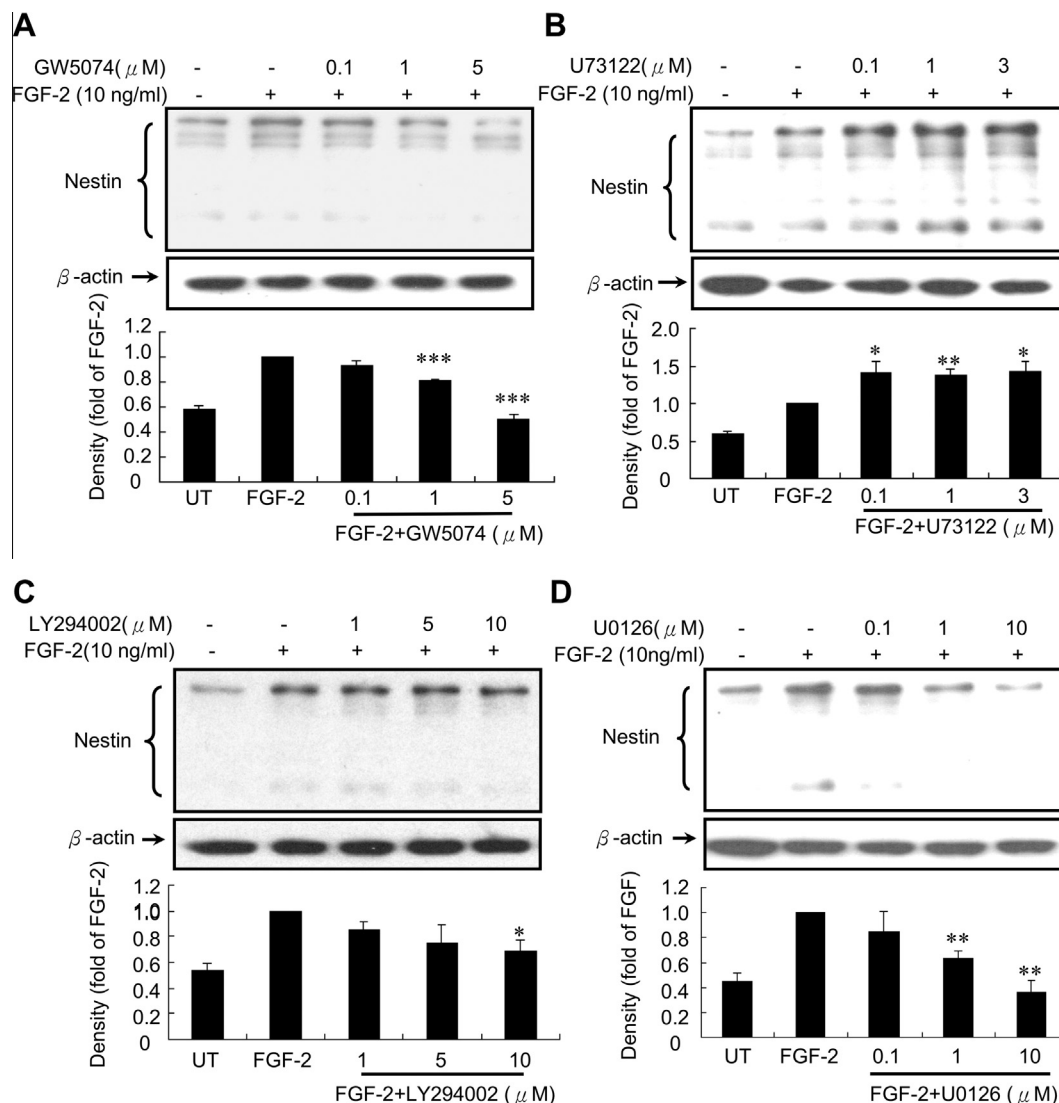 A
GW5074(μM) - - 0.1 1 5
FGF-2 (10 ng/ml) - + + + +
Nestin
β-actin
Density (fold of FGF-2)
1.2
1.0
0.8
0.6
0.4
0.2
0
***
***
UT FGF-2 0.1 1 5
FGF-2+GW5074 (μM)
B
U73122(μM) - - 0.1 1 3
FGF-2 (10 ng/ml) - + + + +
Nestin
β-actin
Density (fold of FGF-2)
2.0
1.5
1.0
0.5
0
* ** *
UT FGF-2 0.1 1 3
FGF-2+U73122 (μM)
C
LY294002(μM) - - 1 5 10
FGF-2(10 ng/ml) - + + + +
Nestin
β-actin
Density (fold of FGF-2)
1.2
1.0
0.8
0.6
0.4
0.2
0
*
UT FGF-2 1 5 10
FGF-2+LY294002 (μM)
D
U0126(μM) - - 0.1 1 10
FGF-2 (10ng/ml) - + + + +
Nestin
β-actin
Density (fold of FGF)
1.2
1.0
0.8
0.6
0.4
0.2
0
**
**
UT FGF-2 0.1 1 10
FGF-2+U0126 (μM)